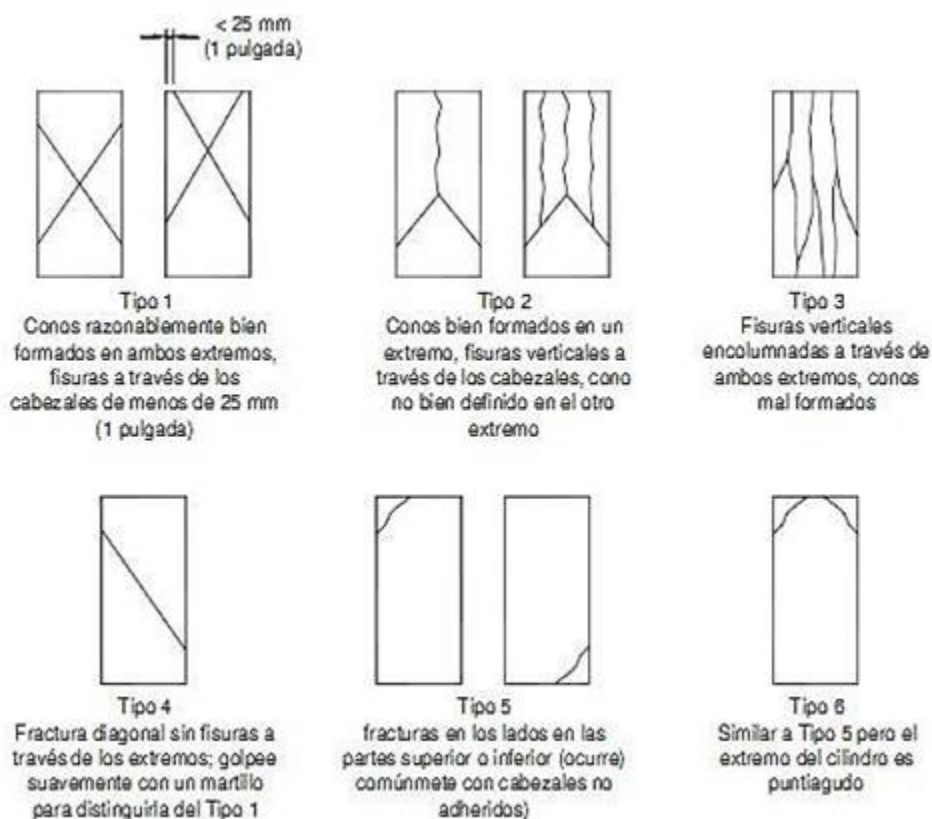 < 25 mm
(1 pulgada)
Tipo 1
Conos razonablemente bien
formados en ambos extremos,
fisuras a través de los
cabezales de menos de 25 mm
(1 pulgada)
Tipo 2
Conos bien formados en un
extremo, fisuras verticales a
través de los cabezales, cono
no bien definido en el otro
extremo
Tipo 3
Fisuras verticales
encolumnadas a través de
ambos extremos, conos
mal formados
Tipo 4
Fractura diagonal sin fisuras a
través de los extremos; golpee
suavemente con un martillo
para distinguirla del Tipo 1
Tipo 5
fracturas en los lados en las
partes superior o inferior (ocurre)
comúnmete con cabezales no
adheridos)
Tipo 6
Similar a Tipo 5 pero el
extremo del cilindro es
puntiagudo